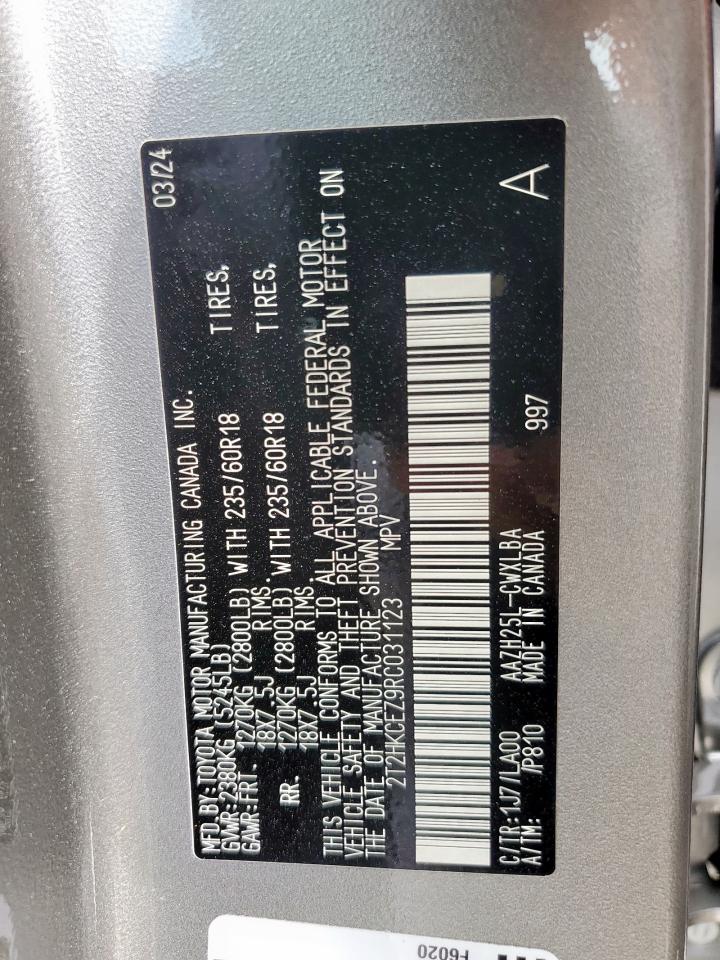 MFD. BY: TOYOTA MOTOR MANUFACTURING CANADA INC. 03/24
GVWR: 2380KG (5245LB)
GAWR: FRT. 1270KG (2800LB) WITH 235/60R18 TIRES,
18X7.5J RIMS.
RR. 1270KG (2800LB) WITH 235/60R18 TIRES,
18X7.5J RIMS
THIS VEHICLE CONFORMS TO ALL APPLICABLE FEDERAL MOTOR
VEHICLE SAFETY AND THEFT PREVENTION STANDARDS IN EFFECT ON
THE DATE OF MANUFACTURE SHOWN ABOVE.
2T2HKCEZ9RC031123 MPV
C/TR: 1J7/LA00 AAZH25L-CWXLBA 997 A
A/TM: /P810 MADE IN CANADA
F6020